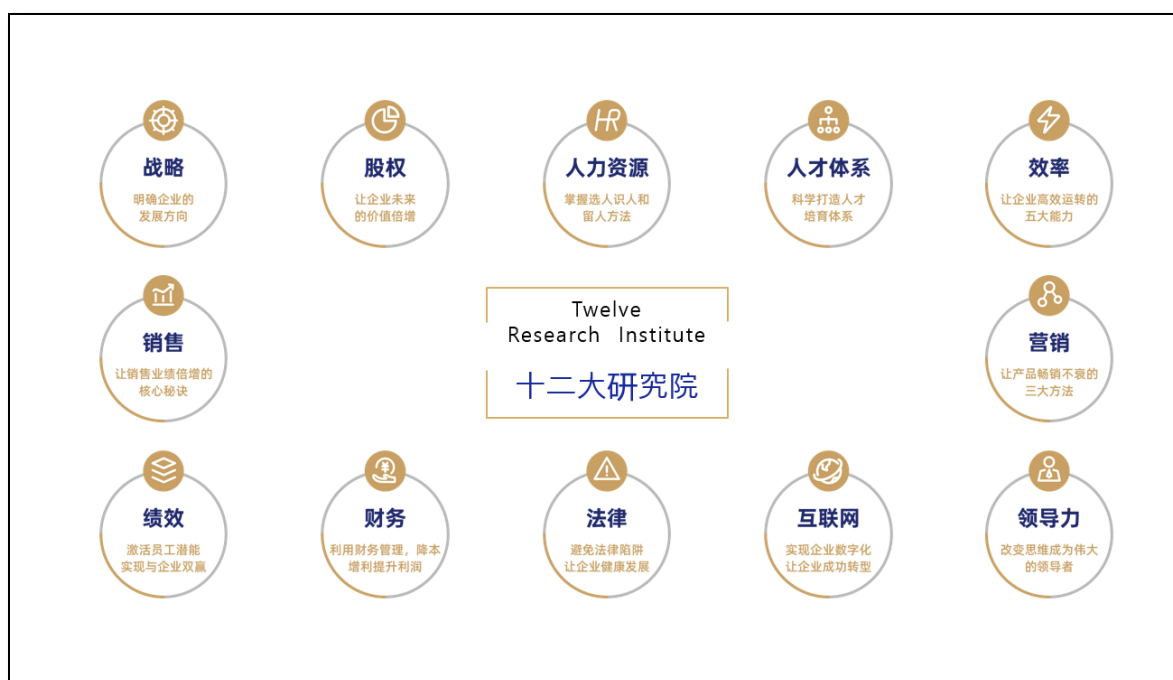 战略
明确企业的
发展方向
股权
让企业未来
的价值倍增
HR
人力资源
掌握选人识人和
留人方法
人才体系
科学打造人才
培育体系
效率
让企业高效运转的
五大能力
销售
让销售业绩倍增的
核心秘诀
Twelve
Research Institute
十二大研究院
营销
让产品畅销不衰的
三大方法
绩效
激活员工潜能
实现与企业双赢
¥
财务
利用财务管理，降本
增利提升利润
法律
避免法律陷阱
让企业健康发展
互联网
实现企业数字化
让企业成功转型
领导力
改变思维成为伟大
的领导者